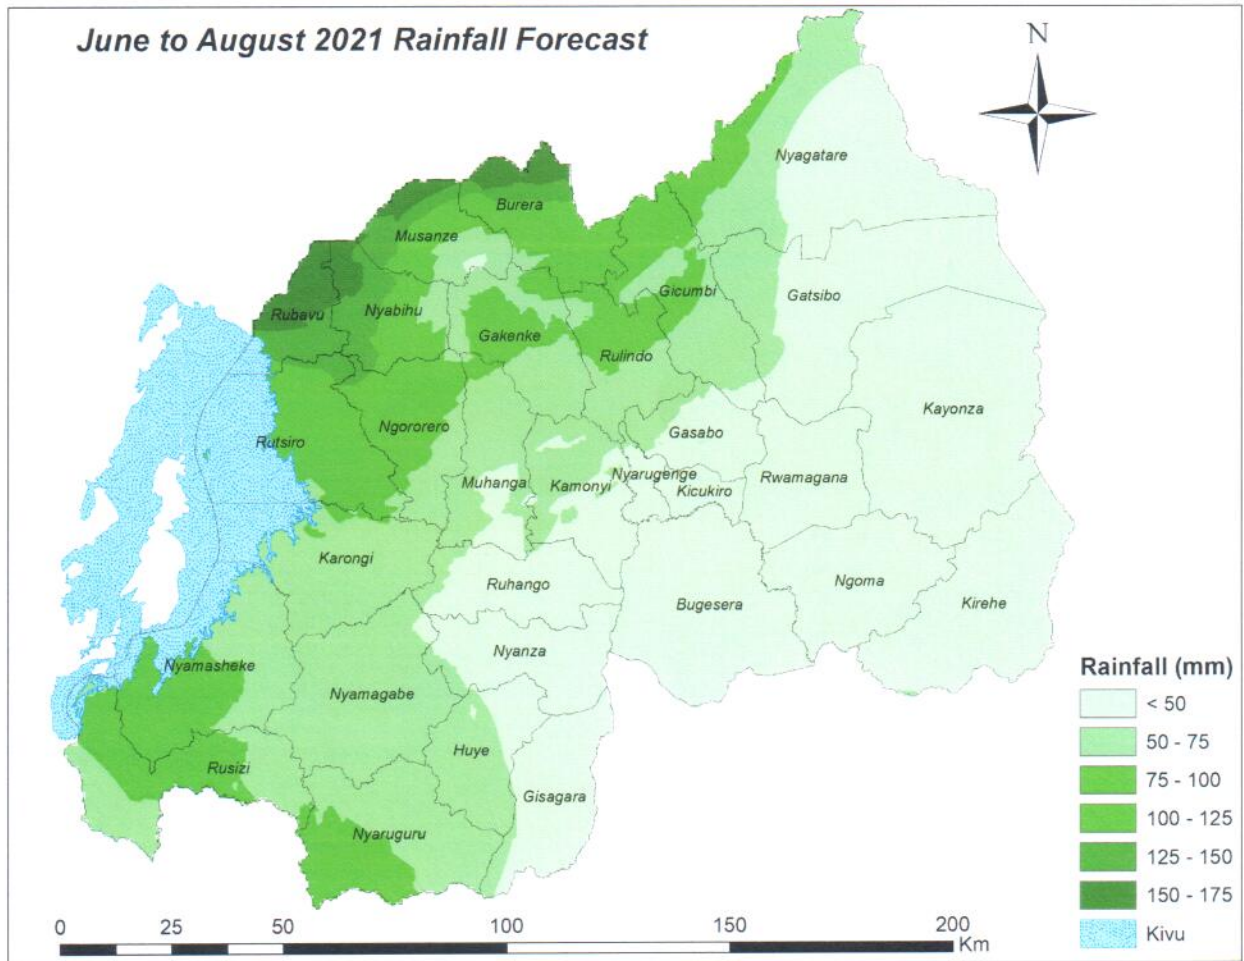 June to August 2021 Rainfall Forecast
N
Nyagatare
Burera
Musanze
Rubavu
Nyabihu
Gicumbi
Gatsibo
Gakenke
Rulindo
Kayonza
Rutsiro
Ngororero
Gasabo
Muhanga
Kamonyi
Nyarugenge
Kicukiro
Rwamagana
Karongi
Ruhango
Bugesera
Ngoma
Kirehe
Nyamasheke
Nyanza
Nyamagabe
Huye
Rusizi
Gisagara
Nyaruguru
Rainfall (mm)
< 50
50 - 75
75 - 100
100 - 125
125 - 150
150 - 175
Kivu
0 25 50 100 150 200
Km